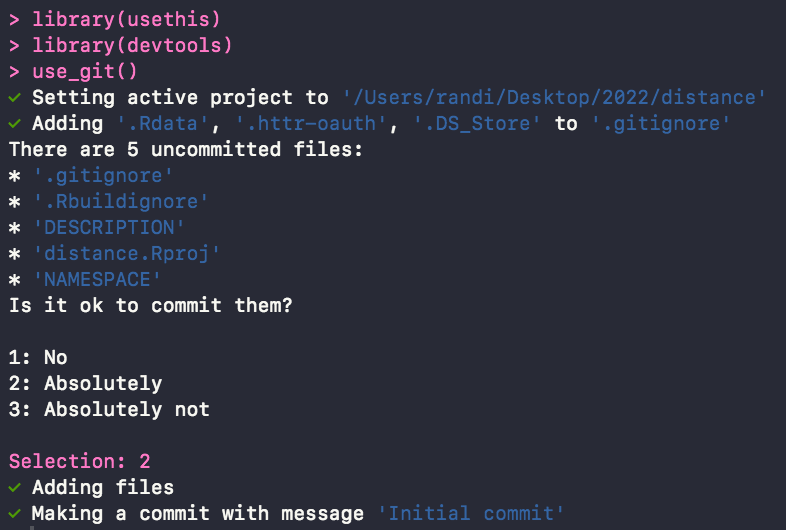 > library(usethis)
> library(devtools)
> use_git()
✓ Setting active project to '/Users/randi/Desktop/2022/distance'
✓ Adding '.Rdata', '.httr-oauth', '.DS_Store' to '.gitignore'
There are 5 uncommitted files:
* '.gitignore'
* '.Rbuildignore'
* 'DESCRIPTION'
* 'distance.Rproj'
* 'NAMESPACE'
Is it ok to commit them?
1: No
2: Absolutely
3: Absolutely not
Selection: 2
✓ Adding files
✓ Making a commit with message 'Initial commit'